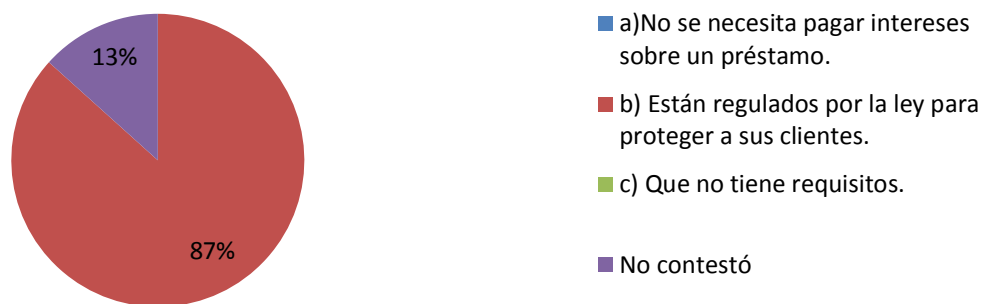 13%
87%
a)No se necesita pagar intereses
sobre un préstamo.
b) Están regulados por la ley para
proteger a sus clientes.
c) Que no tiene requisitos.
No contestó